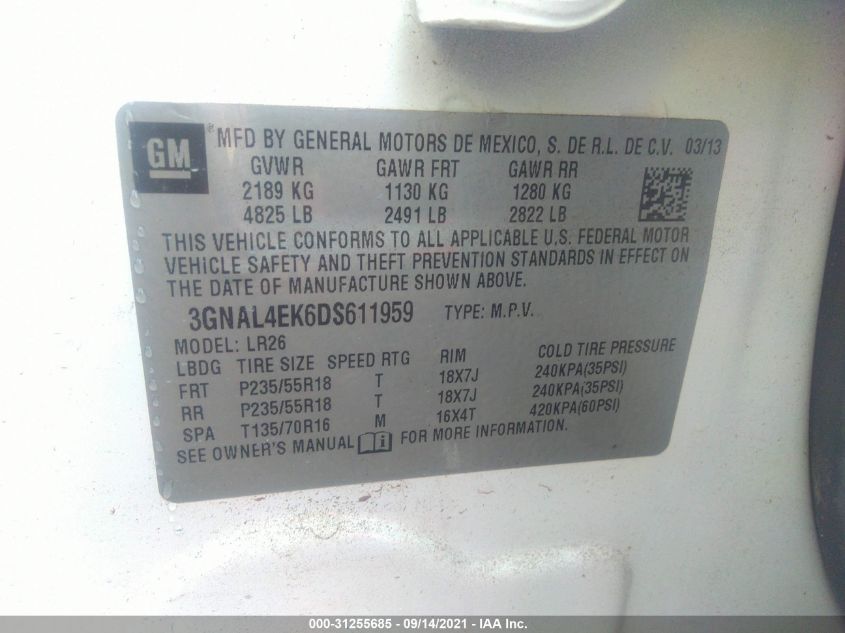 GM ® MFD BY GENERAL MOTORS DE MEXICO, S. DE R.L. DE C.V. 03/13
GVWR GAWR FRT GAWR RR
2189 KG 1130 KG 1280 KG
4825 LB 2491 LB 2822 LB
THIS VEHICLE CONFORMS TO ALL APPLICABLE U.S. FEDERAL MOTOR
VEHICLE SAFETY AND THEFT PREVENTION STANDARDS IN EFFECT ON
THE DATE OF MANUFACTURE SHOWN ABOVE.
3GNAL4EK6DS611959 TYPE: M.P.V.
MODEL: LR26
LBDG TIRE SIZE SPEED RTG RIM COLD TIRE PRESSURE
FRT P235/55R18 T 18X7J 240KPA(35PSI)
RR P235/55R18 T 18X7J 240KPA(35PSI)
SPA T135/70R16 M 16X4T 420KPA(60PSI)
SEE OWNER'S MANUAL i FOR MORE INFORMATION.
000-31255685 - 09/14/2021 - IAA Inc.